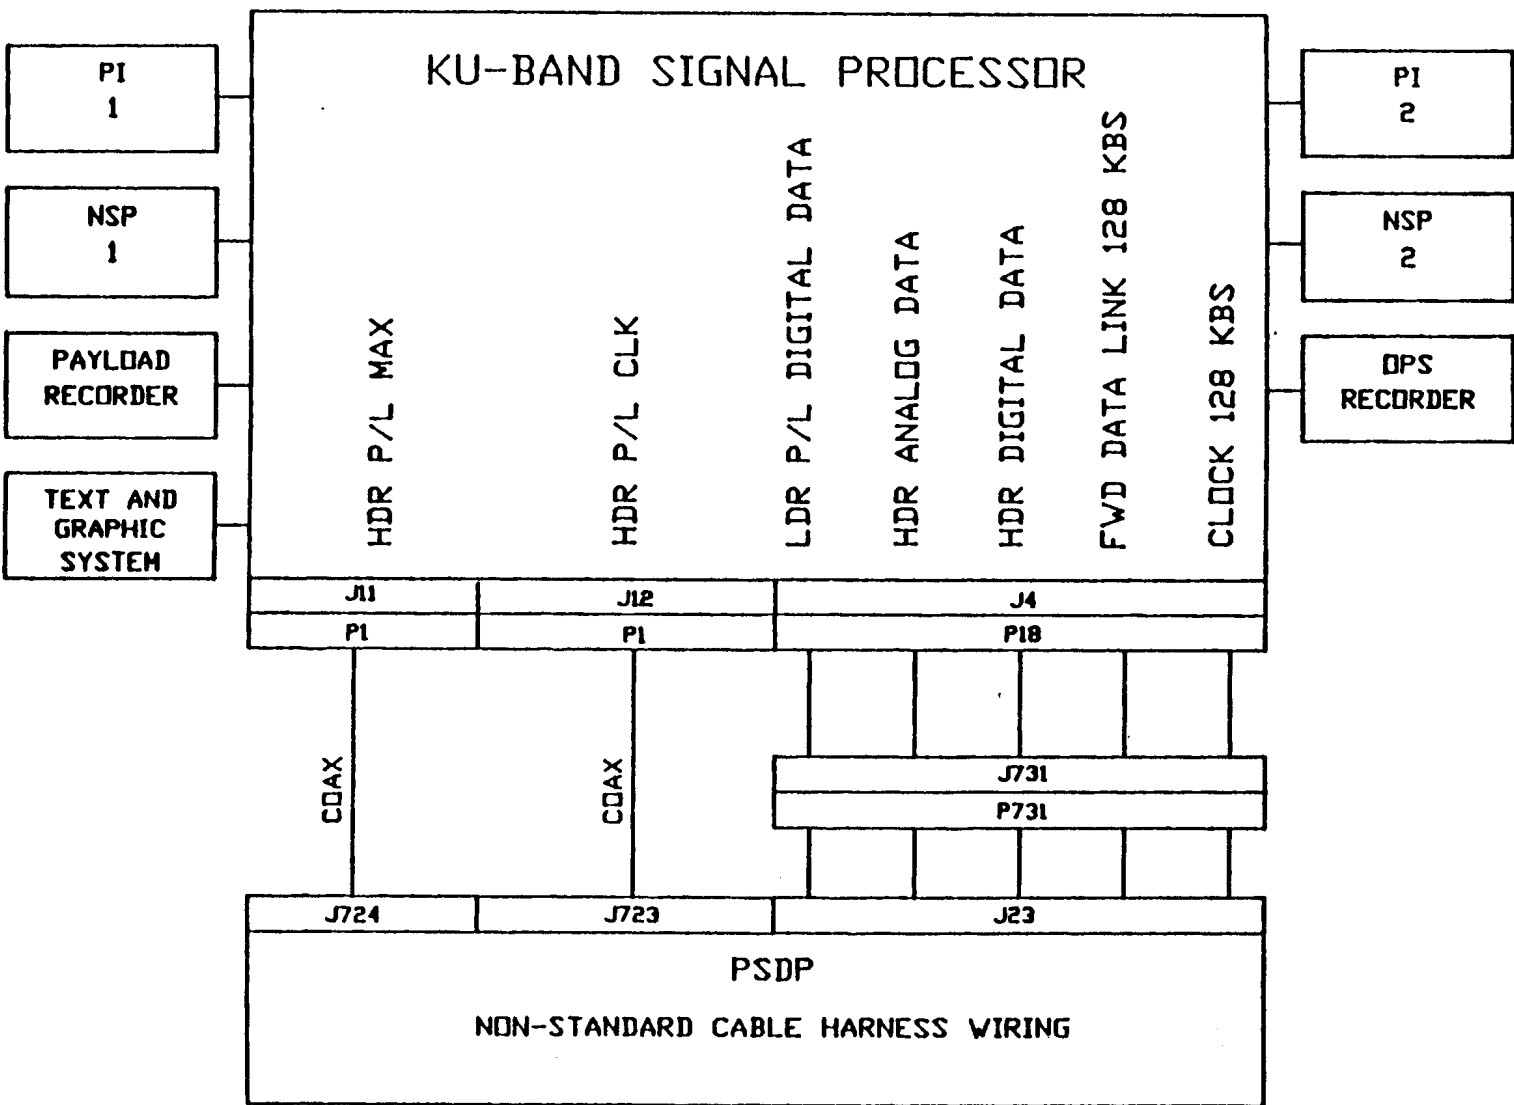 KU-BAND SIGNAL PROCESSOR
PI
1
NSP
1
PAYLOAD
RECORDER
TEXT AND
GRAPHIC
SYSTEM
PI
2
NSP
2
OPS
RECORDER
HDR P/L MAX
HDR P/L CLK
LDR P/L DIGITAL DATA
HDR ANALOG DATA
HDR DIGITAL DATA
FWD DATA LINK 128 KBS
CLOCK 128 KBS
J11
J12
J4
P1
P1
P18
COAX
COAX
J731
P731
J724
J723
J23
PSDP
NON-STANDARD CABLE HARNESS WIRING